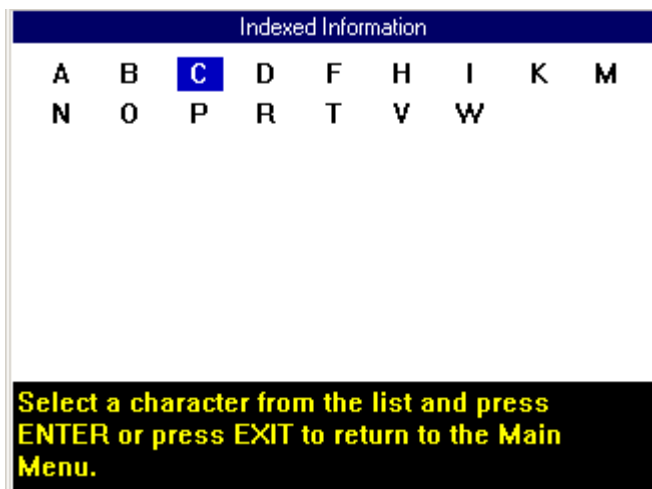 Indexed Information
A B C D F H I K M
N O P R T V W
Select a character from the list and press
ENTER or press EXIT to return to the Main
Menu.